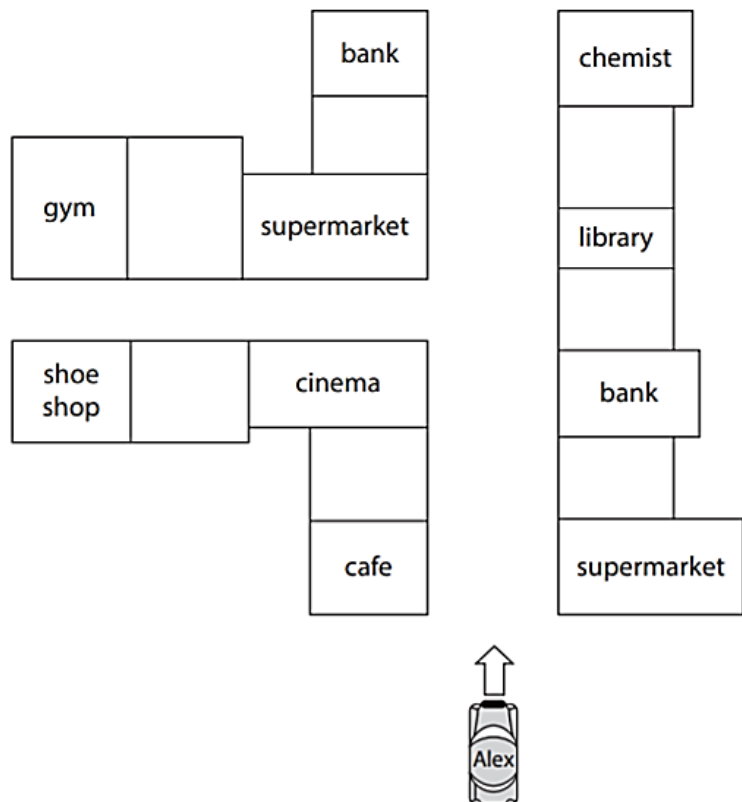 bank
chemist
gym
supermarket
library
shoe
shop
cinema
bank
cafe
supermarket
Alex